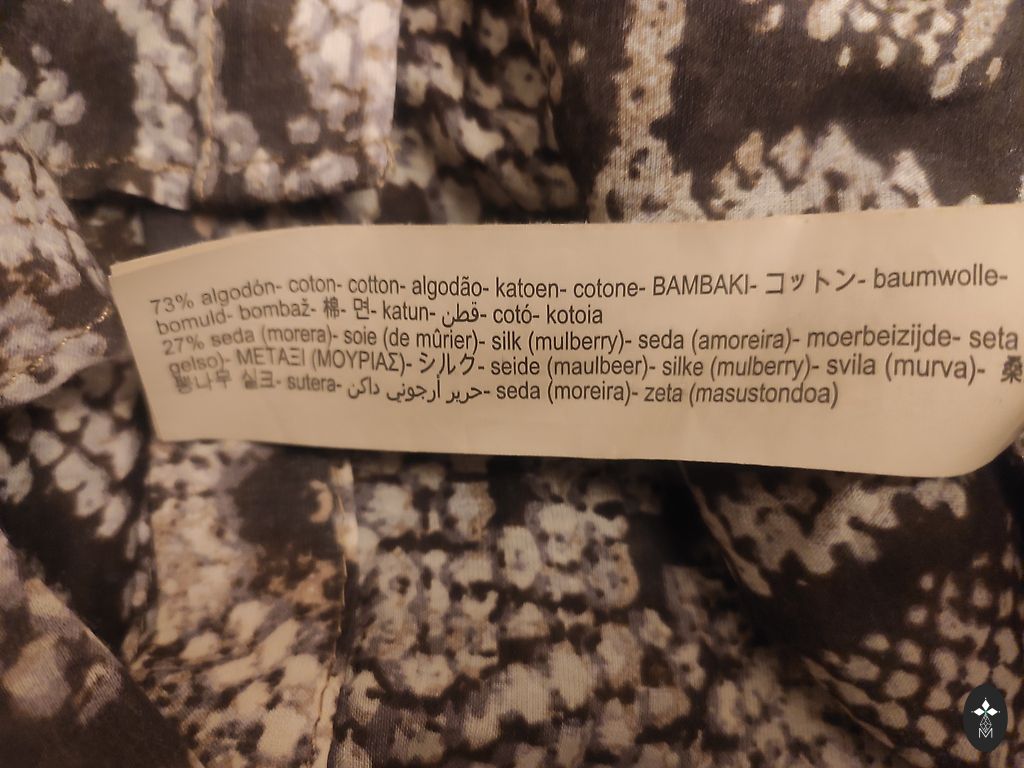 73% algodón- coton- cotton- algodão- katoen- cotone- BAMBAKI- コットン- baumwolle-
bomuld- bombaž- 棉- 면- katun- قطن- cotó- kotoia
27% seda (morera)- soie (de mûrier)- silk (mulberry)- seda (amoreira)- moerbeizijde- seta
gelso)- ΜΕΤΑΞΙ (ΜΟΥΡΙΑΣ)- シルク- seide (maulbeer)- silke (mulberry)- svila (murva)- 桑
뽕나무 실크- sutera- حرير أرجوني داكن- seda (moreira)- zeta (masustondoa)
M